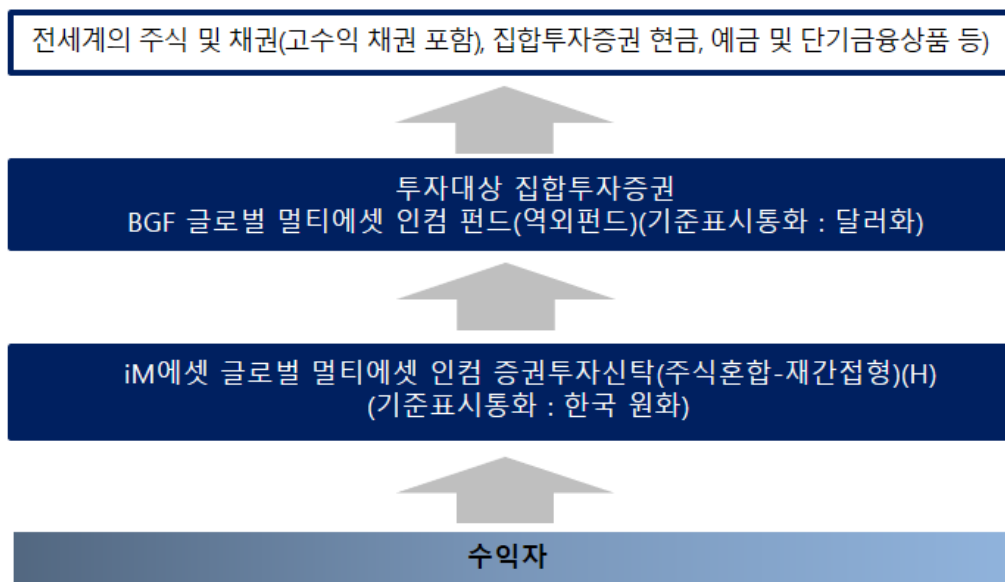 전세계의 주식 및 채권(고수익 채권 포함), 집합투자증권 현금, 예금 및 단기금융상품 등)
투자대상 집합투자증권
BGF 글로벌 멀티에셋 인컴 펀드(역외펀드)(기준표시통화 : 달러화)
iM에셋 글로벌 멀티에셋 인컴 증권투자신탁(주식혼합-재간접형)(H)
(기준표시통화 : 한국 원화)
수익자